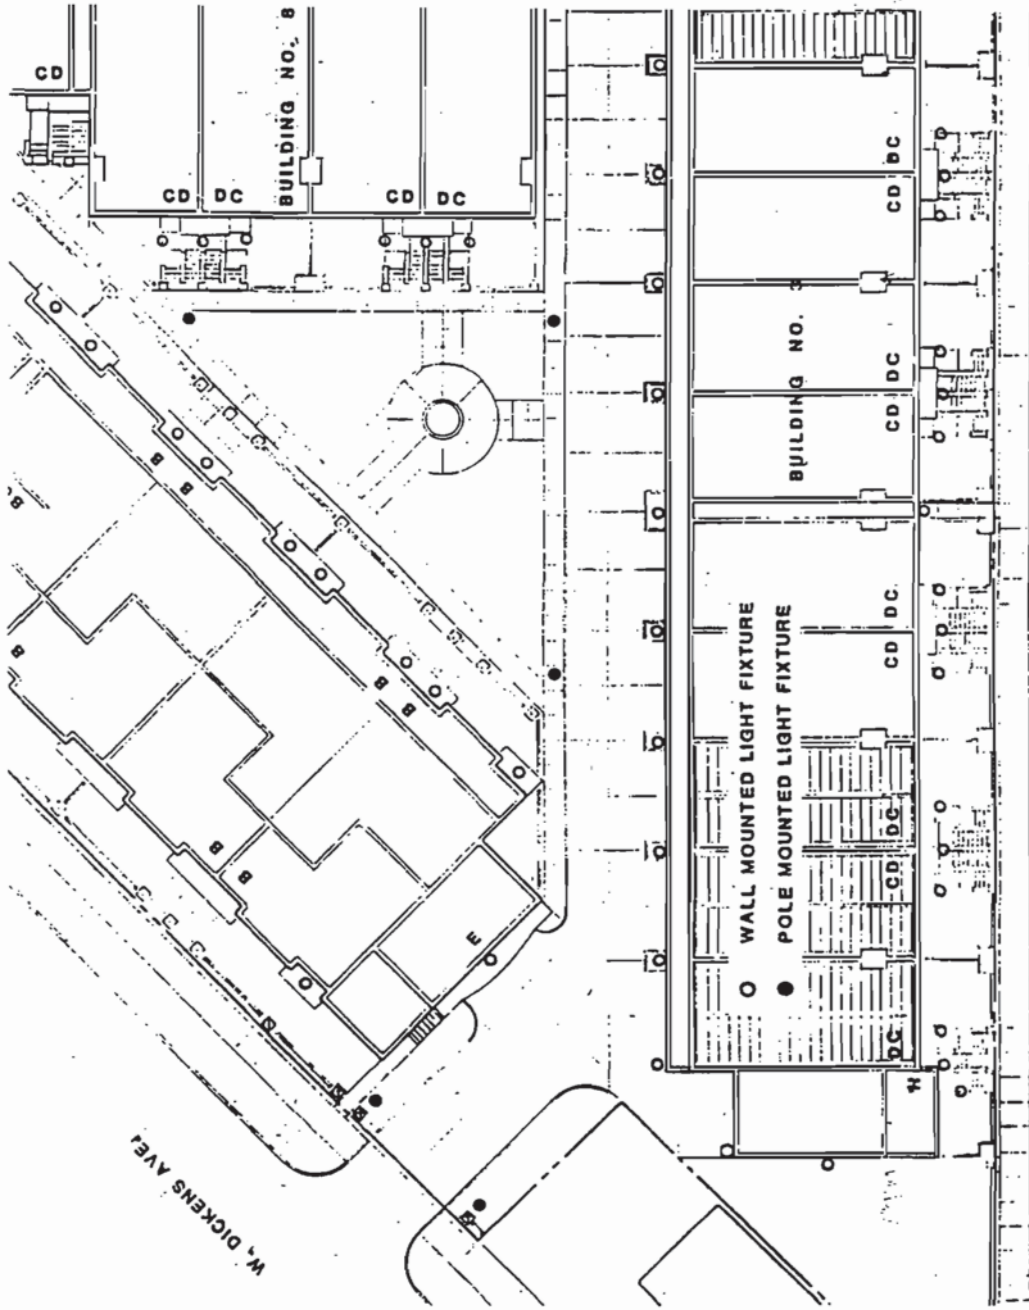 CD
BUILDING NO. 8
CD DC
CD DC
CD DC
BUILDING NO. 3
CD DC
CD DC
CD DC
DC
WALL MOUNTED LIGHT FIXTURE
POLE MOUNTED LIGHT FIXTURE
B
B
B
B
B
B
B
B
E
H
W. DICKENS AVE.